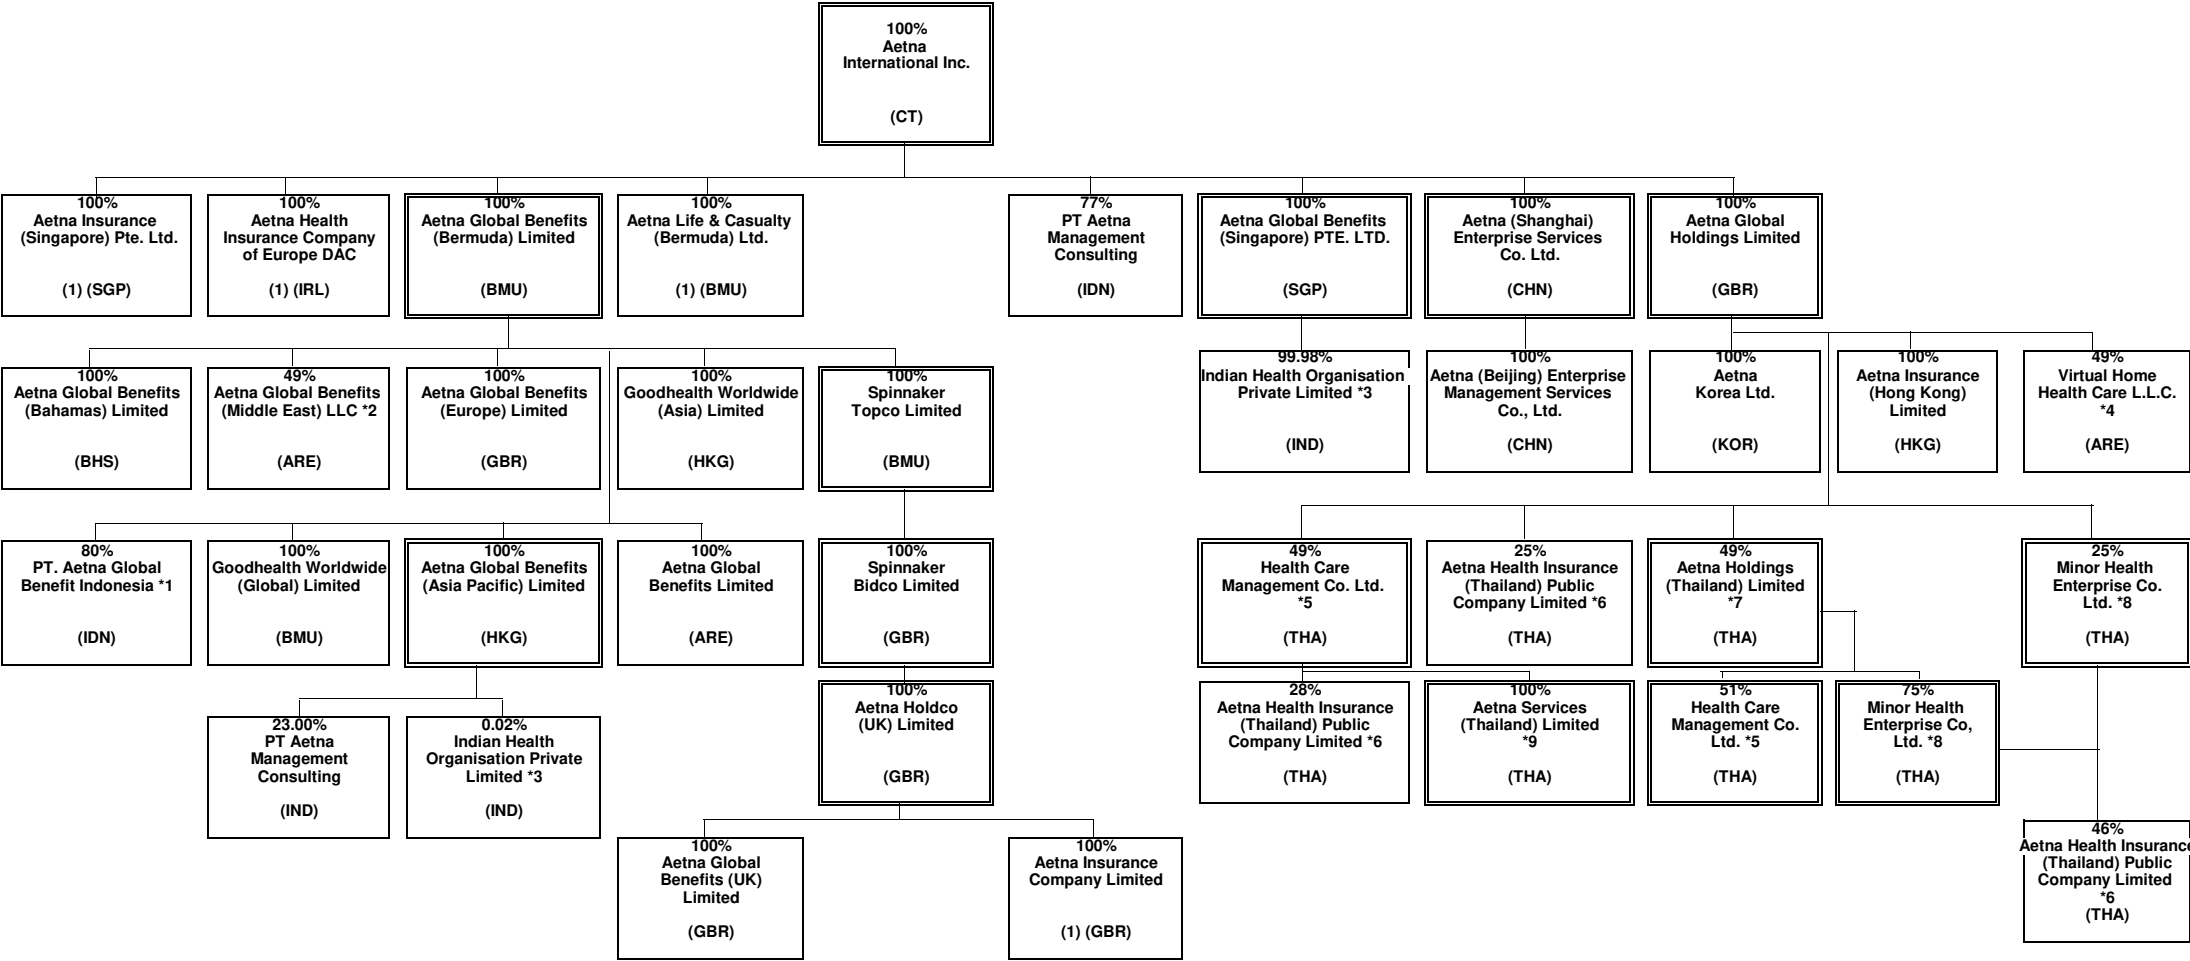 100%
Aetna
International Inc.
(CT)
100%
Aetna Insurance
(Singapore) Pte. Ltd.
(1) (SGP)
100%
Aetna Health
Insurance Company
of Europe DAC
(1) (IRL)
100%
Aetna Global Benefits
(Bermuda) Limited
(BMU)
100%
Aetna Life & Casualty
(Bermuda) Ltd.
(1) (BMU)
77%
PT Aetna
Management
Consulting
(IDN)
100%
Aetna Global Benefits
(Singapore) PTE. LTD.
(SGP)
100%
Aetna (Shanghai)
Enterprise Services
Co. Ltd.
(CHN)
100%
Aetna Global
Holdings Limited
(GBR)
100%
Aetna Global Benefits
(Bahamas) Limited
(BHS)
49%
Aetna Global Benefits
(Middle East) LLC *2
(ARE)
100%
Aetna Global Benefits
(Europe) Limited
(GBR)
100%
Goodhealth Worldwide
(Asia) Limited
(HKG)
100%
Spinnaker
Topco Limited
(BMU)
99.98%
Indian Health Organisation
Private Limited *3
(IND)
100%
Aetna (Beijing) Enterprise
Management Services
Co., Ltd.
(CHN)
100%
Aetna
Korea Ltd.
(KOR)
100%
Aetna Insurance
(Hong Kong)
Limited
(HKG)
49%
Virtual Home
Health Care L.L.C.
*4
(ARE)
80%
PT. Aetna Global
Benefit Indonesia *1
(IDN)
100%
Goodhealth Worldwide
(Global) Limited
(BMU)
100%
Aetna Global Benefits
(Asia Pacific) Limited
(HKG)
100%
Aetna Global
Benefits Limited
(ARE)
100%
Spinnaker
Bidco Limited
(GBR)
49%
Health Care
Management Co. Ltd.
*5
(THA)
25%
Aetna Health Insurance
(Thailand) Public
Company Limited *6
(THA)
49%
Aetna Holdings
(Thailand) Limited
*7
(THA)
25%
Minor Health
Enterprise Co.
Ltd. *8
(THA)
23.00%
PT Aetna
Management
Consulting
(IND)
0.02%
Indian Health
Organisation Private
Limited *3
(IND)
100%
Aetna Holdco
(UK) Limited
(GBR)
28%
Aetna Health Insurance
(Thailand) Public
Company Limited *6
(THA)
100%
Aetna Services
(Thailand) Limited
*9
(THA)
51%
Health Care
Management Co.
Ltd. *5
(THA)
75%
Minor Health
Enterprise Co,
Ltd. *8
(THA)
100%
Aetna Global
Benefits (UK)
Limited
(GBR)
100%
Aetna Insurance
Company Limited
(1) (GBR)
46%
Aetna Health Insurance
(Thailand) Public
Company Limited
*6
(THA)